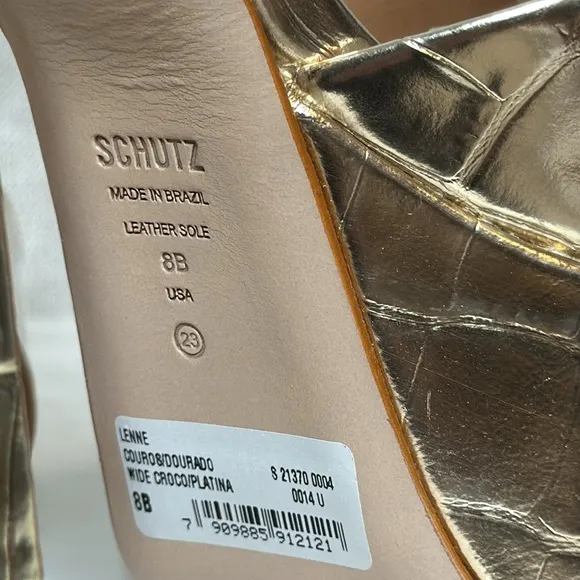 SCHUTZ
MADE IN BRAZIL
LEATHER SOLE
8B
USA
23
LENNE
COUROS/DOURADO
WIDE CROCO/PLATINA
S 21370 0004
0014 U
8B
7 909885 912121